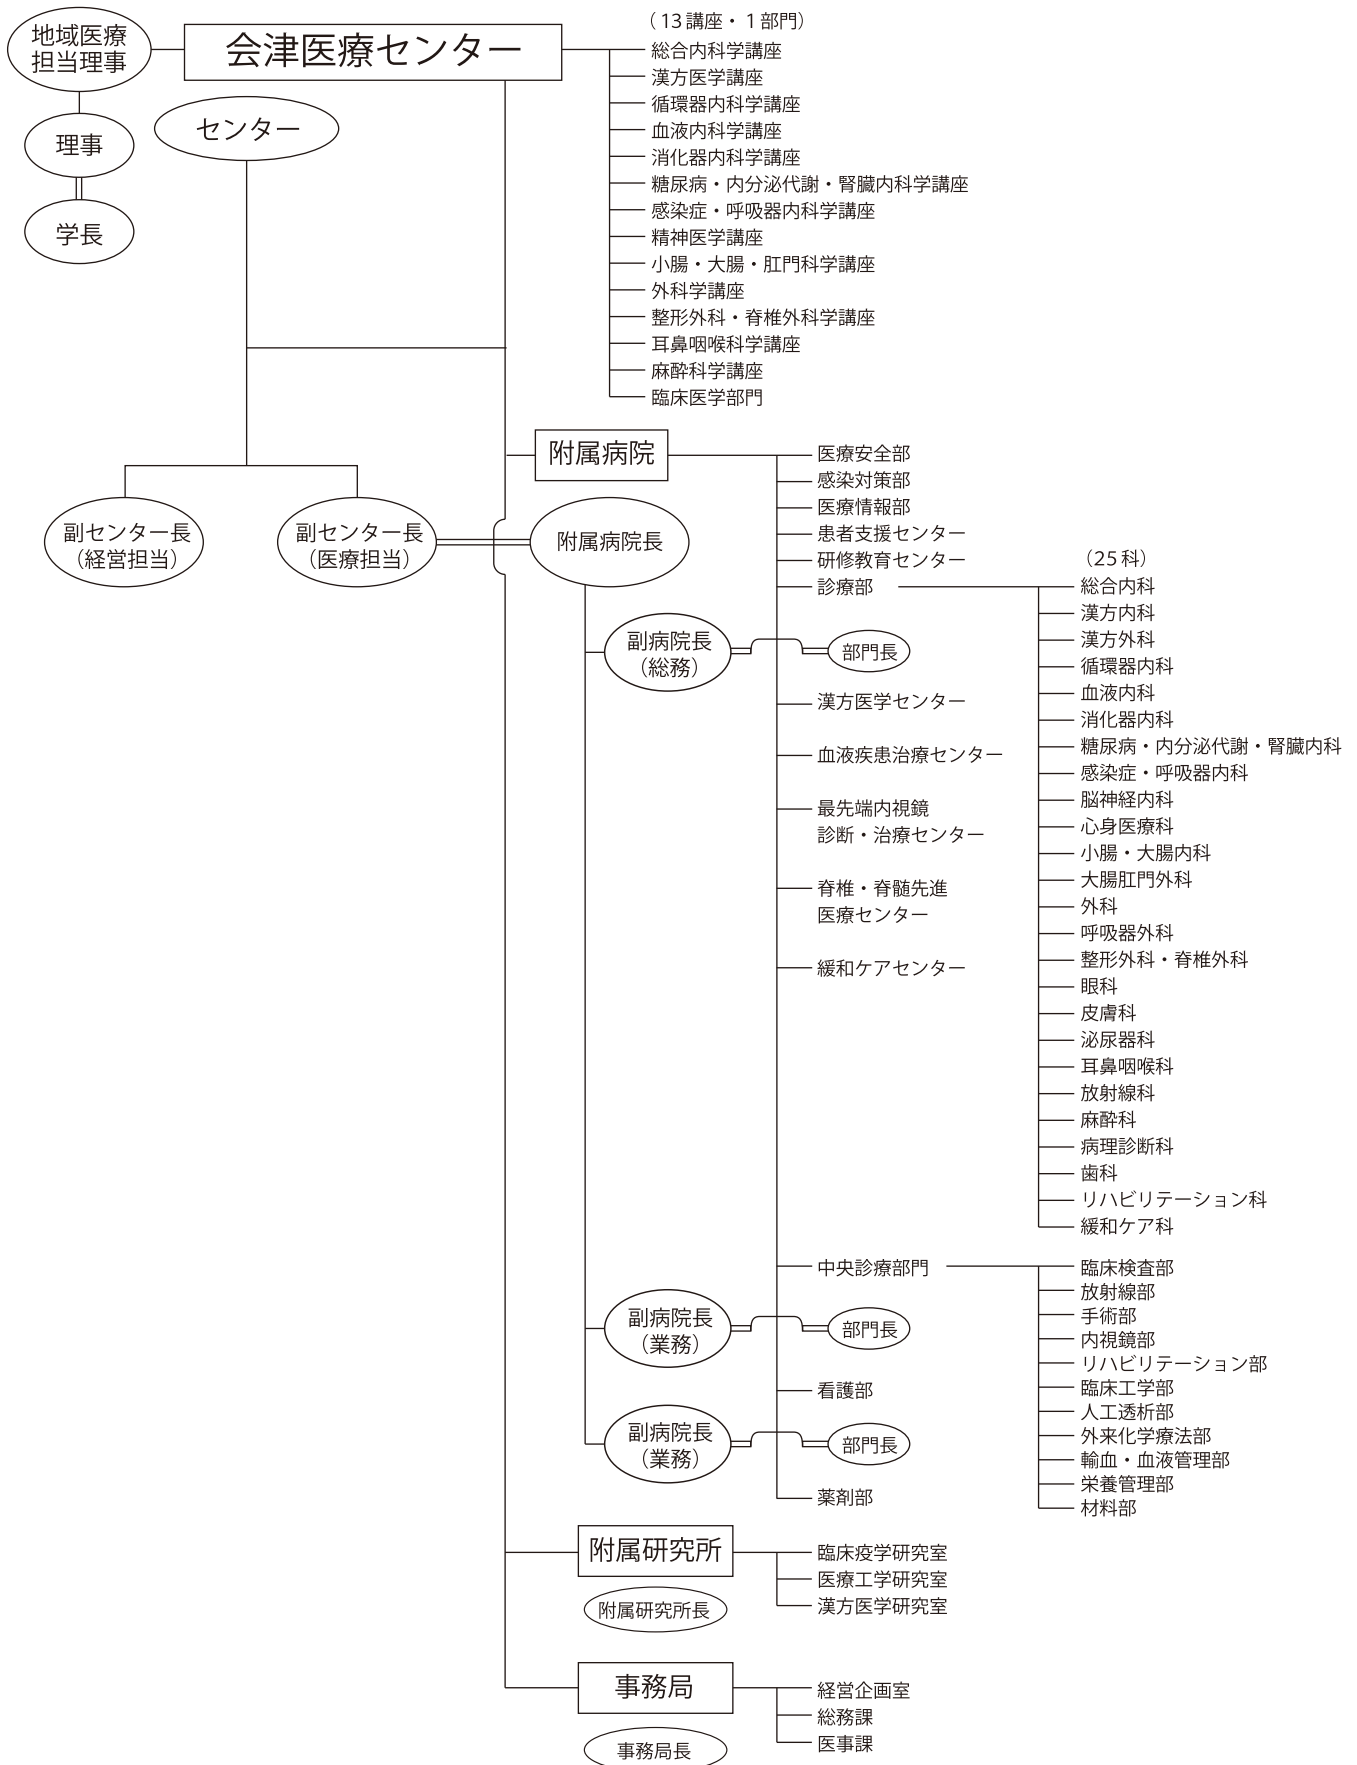 地域医療
担当理事
会津医療センター
理事
学長
センター
（13講座・1部門）
総合内科学講座
漢方医学講座
循環器内科学講座
血液内科学講座
消化器内科学講座
糖尿病・内分泌代謝・腎臓内科学講座
感染症・呼吸器内科学講座
精神医学講座
小腸・大腸・肛門科学講座
外科学講座
整形外科・脊椎外科学講座
耳鼻咽喉科学講座
麻酔科学講座
臨床医学部門
副センター長
（経営担当）
副センター長
（医療担当）
附属病院
附属病院長
副病院長
（総務）
部門長
医療安全部
感染対策部
医療情報部
患者支援センター
研修教育センター
診療部
漢方医学センター
血液疾患治療センター
最先端内視鏡
診断・治療センター
脊椎・脊髄先進
医療センター
緩和ケアセンター
（25科）
総合内科
漢方内科
漢方外科
循環器内科
血液内科
消化器内科
糖尿病・内分泌代謝・腎臓内科
感染症・呼吸器内科
脳神経内科
心身医療科
小腸・大腸内科
大腸肛門外科
外科
呼吸器外科
整形外科・脊椎外科
眼科
皮膚科
泌尿器科
耳鼻咽喉科
放射線科
麻酔科
病理診断科
歯科
リハビリテーション科
緩和ケア科
中央診療部門
臨床検査部
放射線部
手術部
内視鏡部
リハビリテーション部
臨床工学部
人工透析部
外来化学療法部
輸血・血液管理部
栄養管理部
材料部
副病院長
（業務）
部門長
看護部
副病院長
（業務）
部門長
薬剤部
附属研究所
附属研究所長
臨床疫学研究室
医療工学研究室
漢方医学研究室
事務局
事務局長
経営企画室
総務課
医事課